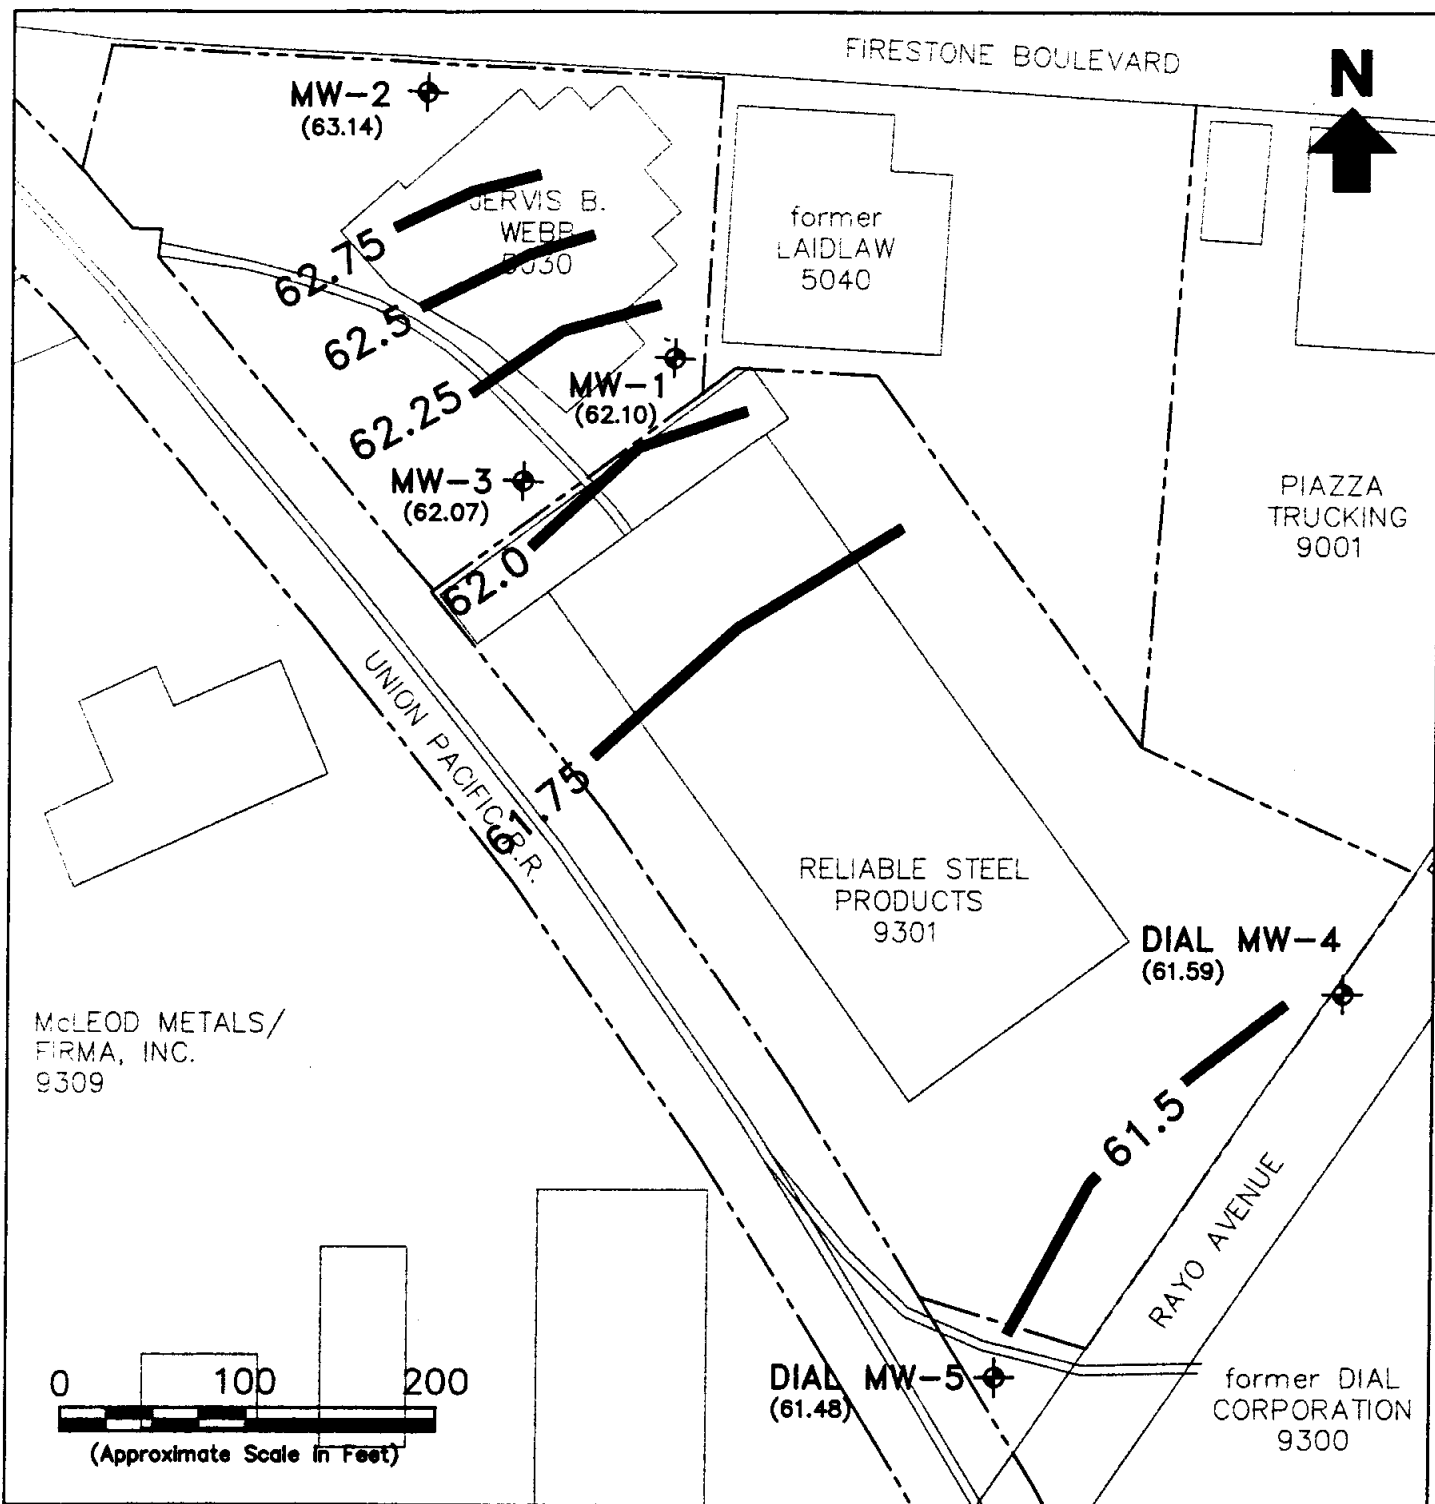 FIRESTONE BOULEVARD
N
MW-2
(63.14)
JERVIS B.
WEBB
5030
former
LAIDLAW
5040
62.75
62.5
62.25
MW-1
(62.10)
MW-3
(62.07)
62.0
PIAZZA
TRUCKING
9001
UNION PACIFIC R.R.
61.75
RELIABLE STEEL
PRODUCTS
9301
DIAL MW-4
(61.59)
McLEOD METALS/
FIRMA, INC.
9309
61.5
RAYO AVENUE
DIAL MW-5
(61.48)
former DIAL
CORPORATION
9300
0 100 200
(Approximate Scale in Feet)